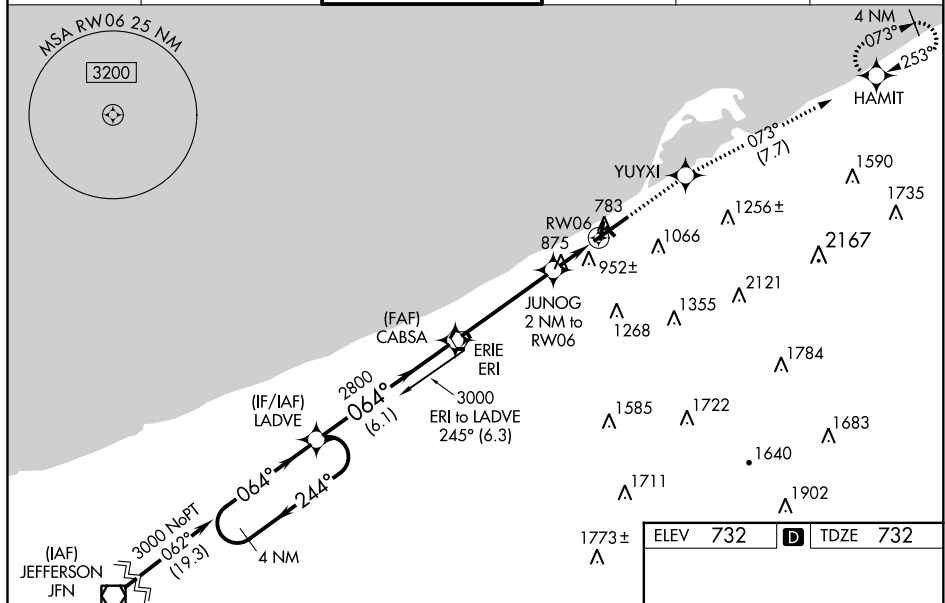 MSA RW06 25 NM
3200
4 NM
073°
253°
HAMIT
073°
(7.7)
YUYXI
1590
1735
783
RW06
1256±
875
1066
2167
952±
JUNOG
2 NM to
RW06
2121
1355
1268
(FAF)
CABSA
ERIE
ERI
1784
2800
064°
(6.1)
3000
ERI to LADVE
245° (6.3)
(IF/IAF)
LADVE
1585
1722
1683
1640
064°
244°
1711
1902
3000 NoPT
062°
(19.3)
4 NM
1773±
(IAF)
JEFFERSON
JFN
ELEV 732 D TDZE 732